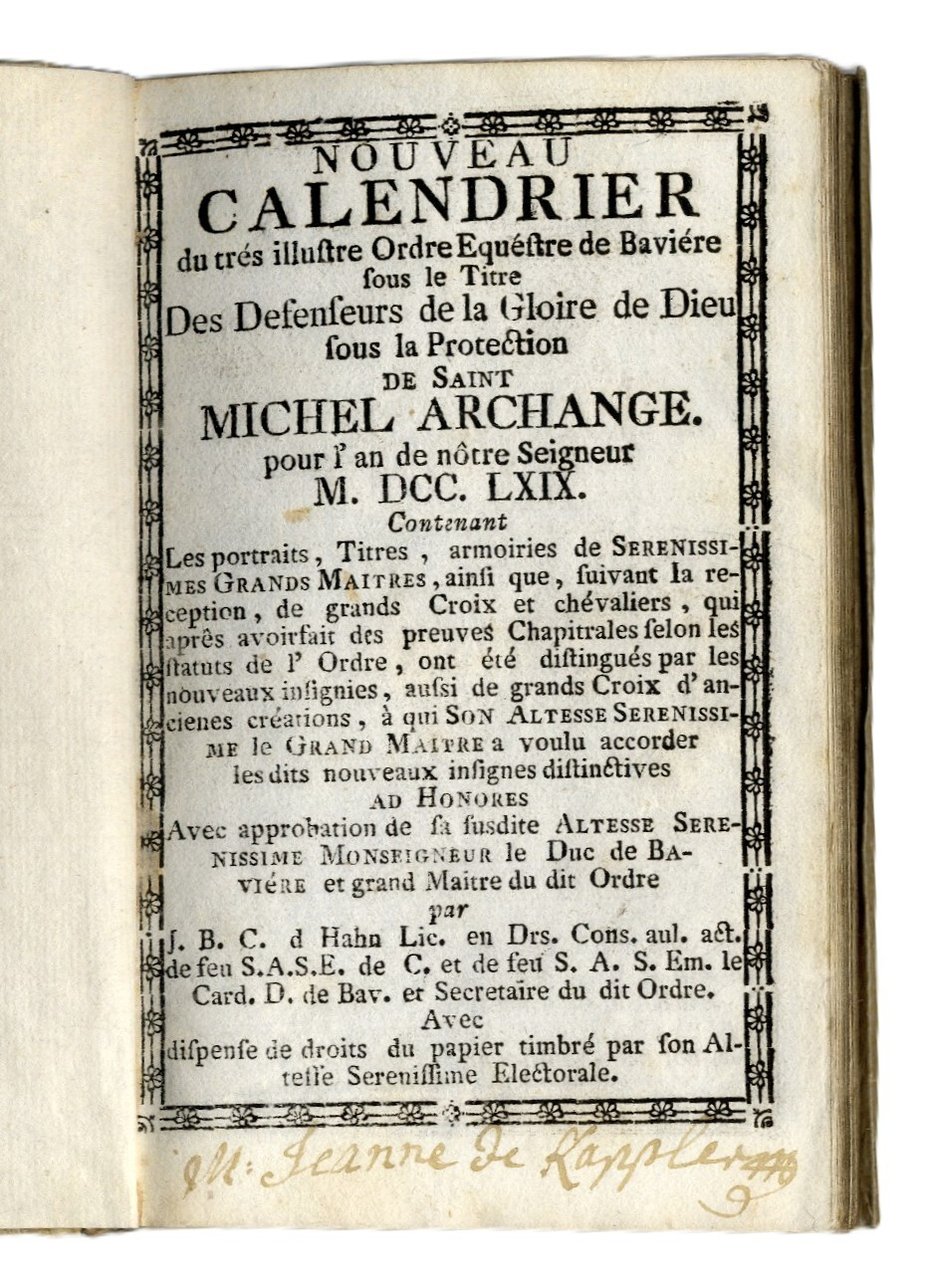 NOUVEAU
CALENDRIER
du trés illuſtre Ordre Equéſtre de Baviére
ſous le Titre
Des Defenſeurs de la Gloire de Dieu
ſous la Protection
DE SAINT
MICHEL ARCHANGE.
pour l' an de nôtre Seigneur
M. DCC. LXIX.
Contenant
Les portraits, Titres, armoiries de SERENISSI-
MES GRANDS MAITRES, ainſi que, ſuivant la re-
ception, de grands Croix et chévaliers, qui
aprês avoirfait des preuves Chapitrales ſelon les
ſtatuts de l' Ordre, ont été diſtingués par les
nouveaux inſignies, auſſi de grands Croix d' an-
cienes créations, à qui SON ALTESSE SERENISSI-
ME le GRAND MAITRE a voulu accorder
les dits nouveaux inſignes diſtinctives
AD HONORES
Avec approbation de ſa ſusdite ALTESSE SERE-
NISSIME MONSEIGNEUR le Duc de BA-
VIéRE et grand Maitre du dit Ordre
par
J. B. C. d Hahn Lic. en Drs. Cons. aul. act.
de feu S.A.S.E. de C. et de feu S. A. S. Em. le
Card. D. de Bav. et Secretaire du dit Ordre.
Avec
diſpenſe de droits du papier timbré par ſon Al-
teſſe Sereniſſime Electorale.
M: Jeanne de Kappler